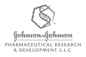 Johnson & Johnson
PHARMACEUTICAL RESEARCH
& DEVELOPMENT, L.L.C.